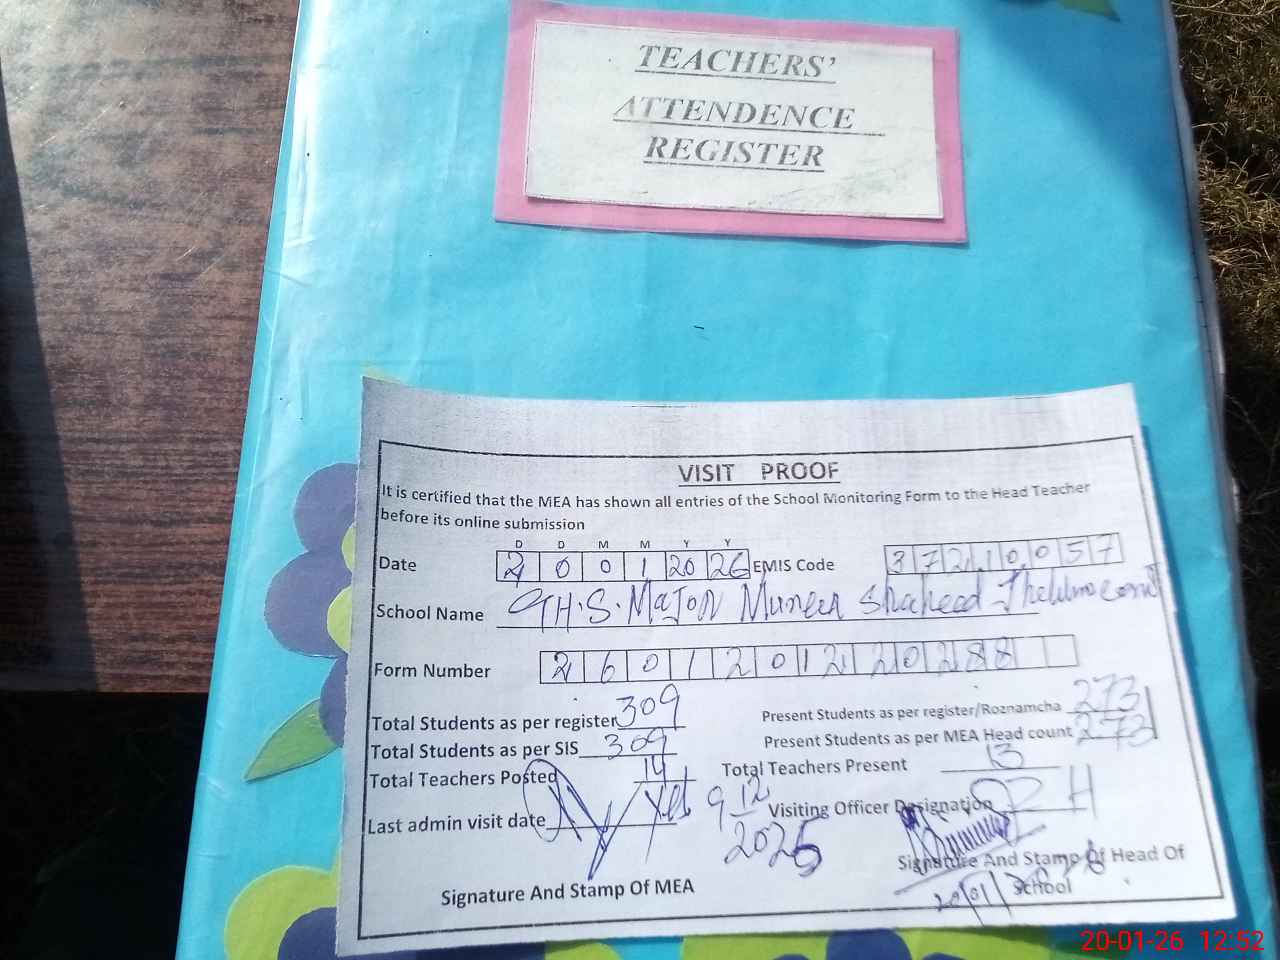 TEACHERS'
ATTENDENCE
REGISTER
VISIT PROOF
It is certified that the MEA has shown all entries of the School Monitoring Form to the Head Teacher
before its online submission
D D M M Y Y
Date 2 0 0 1 20 26 EMIS Code 3 7 2 1 0 0 5 7
School Name S. Major Muneer Shaheed
Form Number 2 6 0 1 2 0 1 2 2 0 2 8 8
Total Students as per register 309 Present Students as per register/Roznamcha 273
Total Students as per SIS 309 Present Students as per MEA Head count 273
Total Teachers Posted 14 Total Teachers Present 13
Last admin visit date 9 12 2025 Visiting Officer Designation
Signature And Stamp Of MEA Signature And Stamp Of Head Of
School
20-01-26 12:52